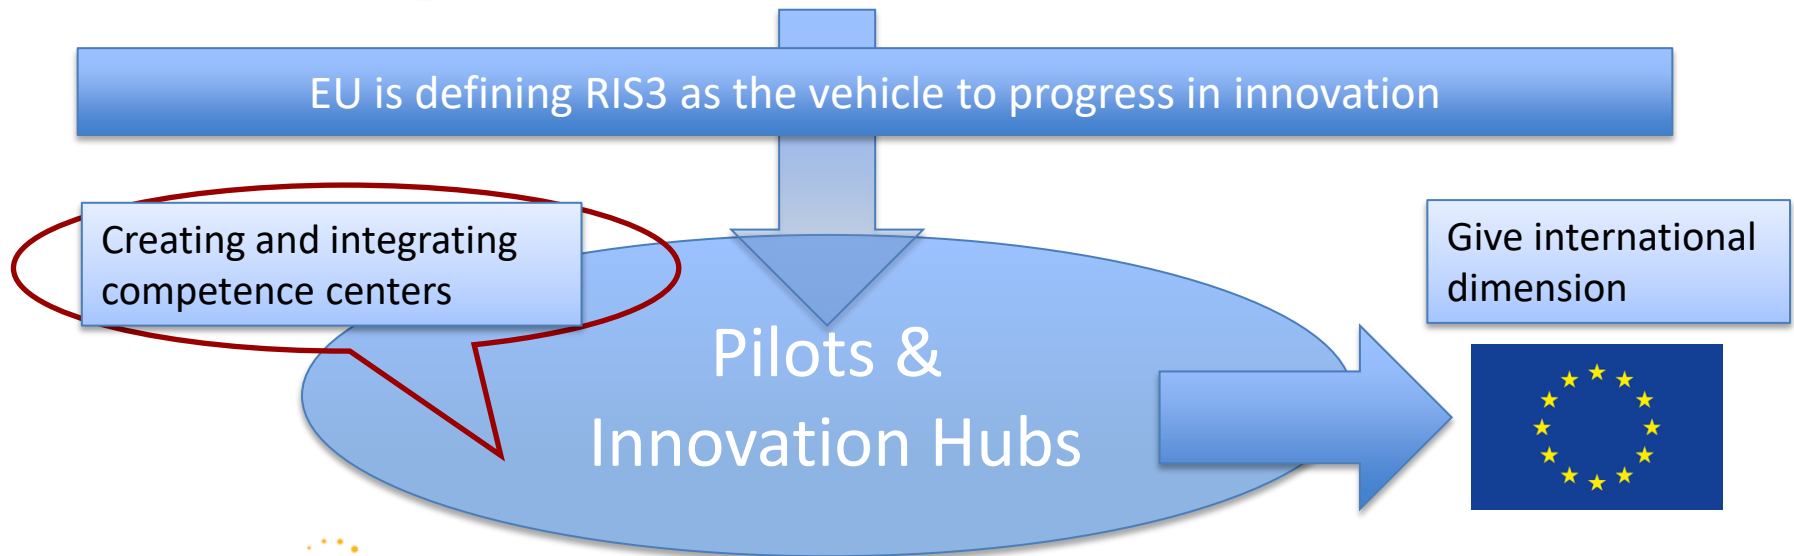 EU is defining RIS3 as the vehicle to progress in innovation
Creating and integrating
competence centers
Give international
dimension
Pilots &
Innovation Hubs